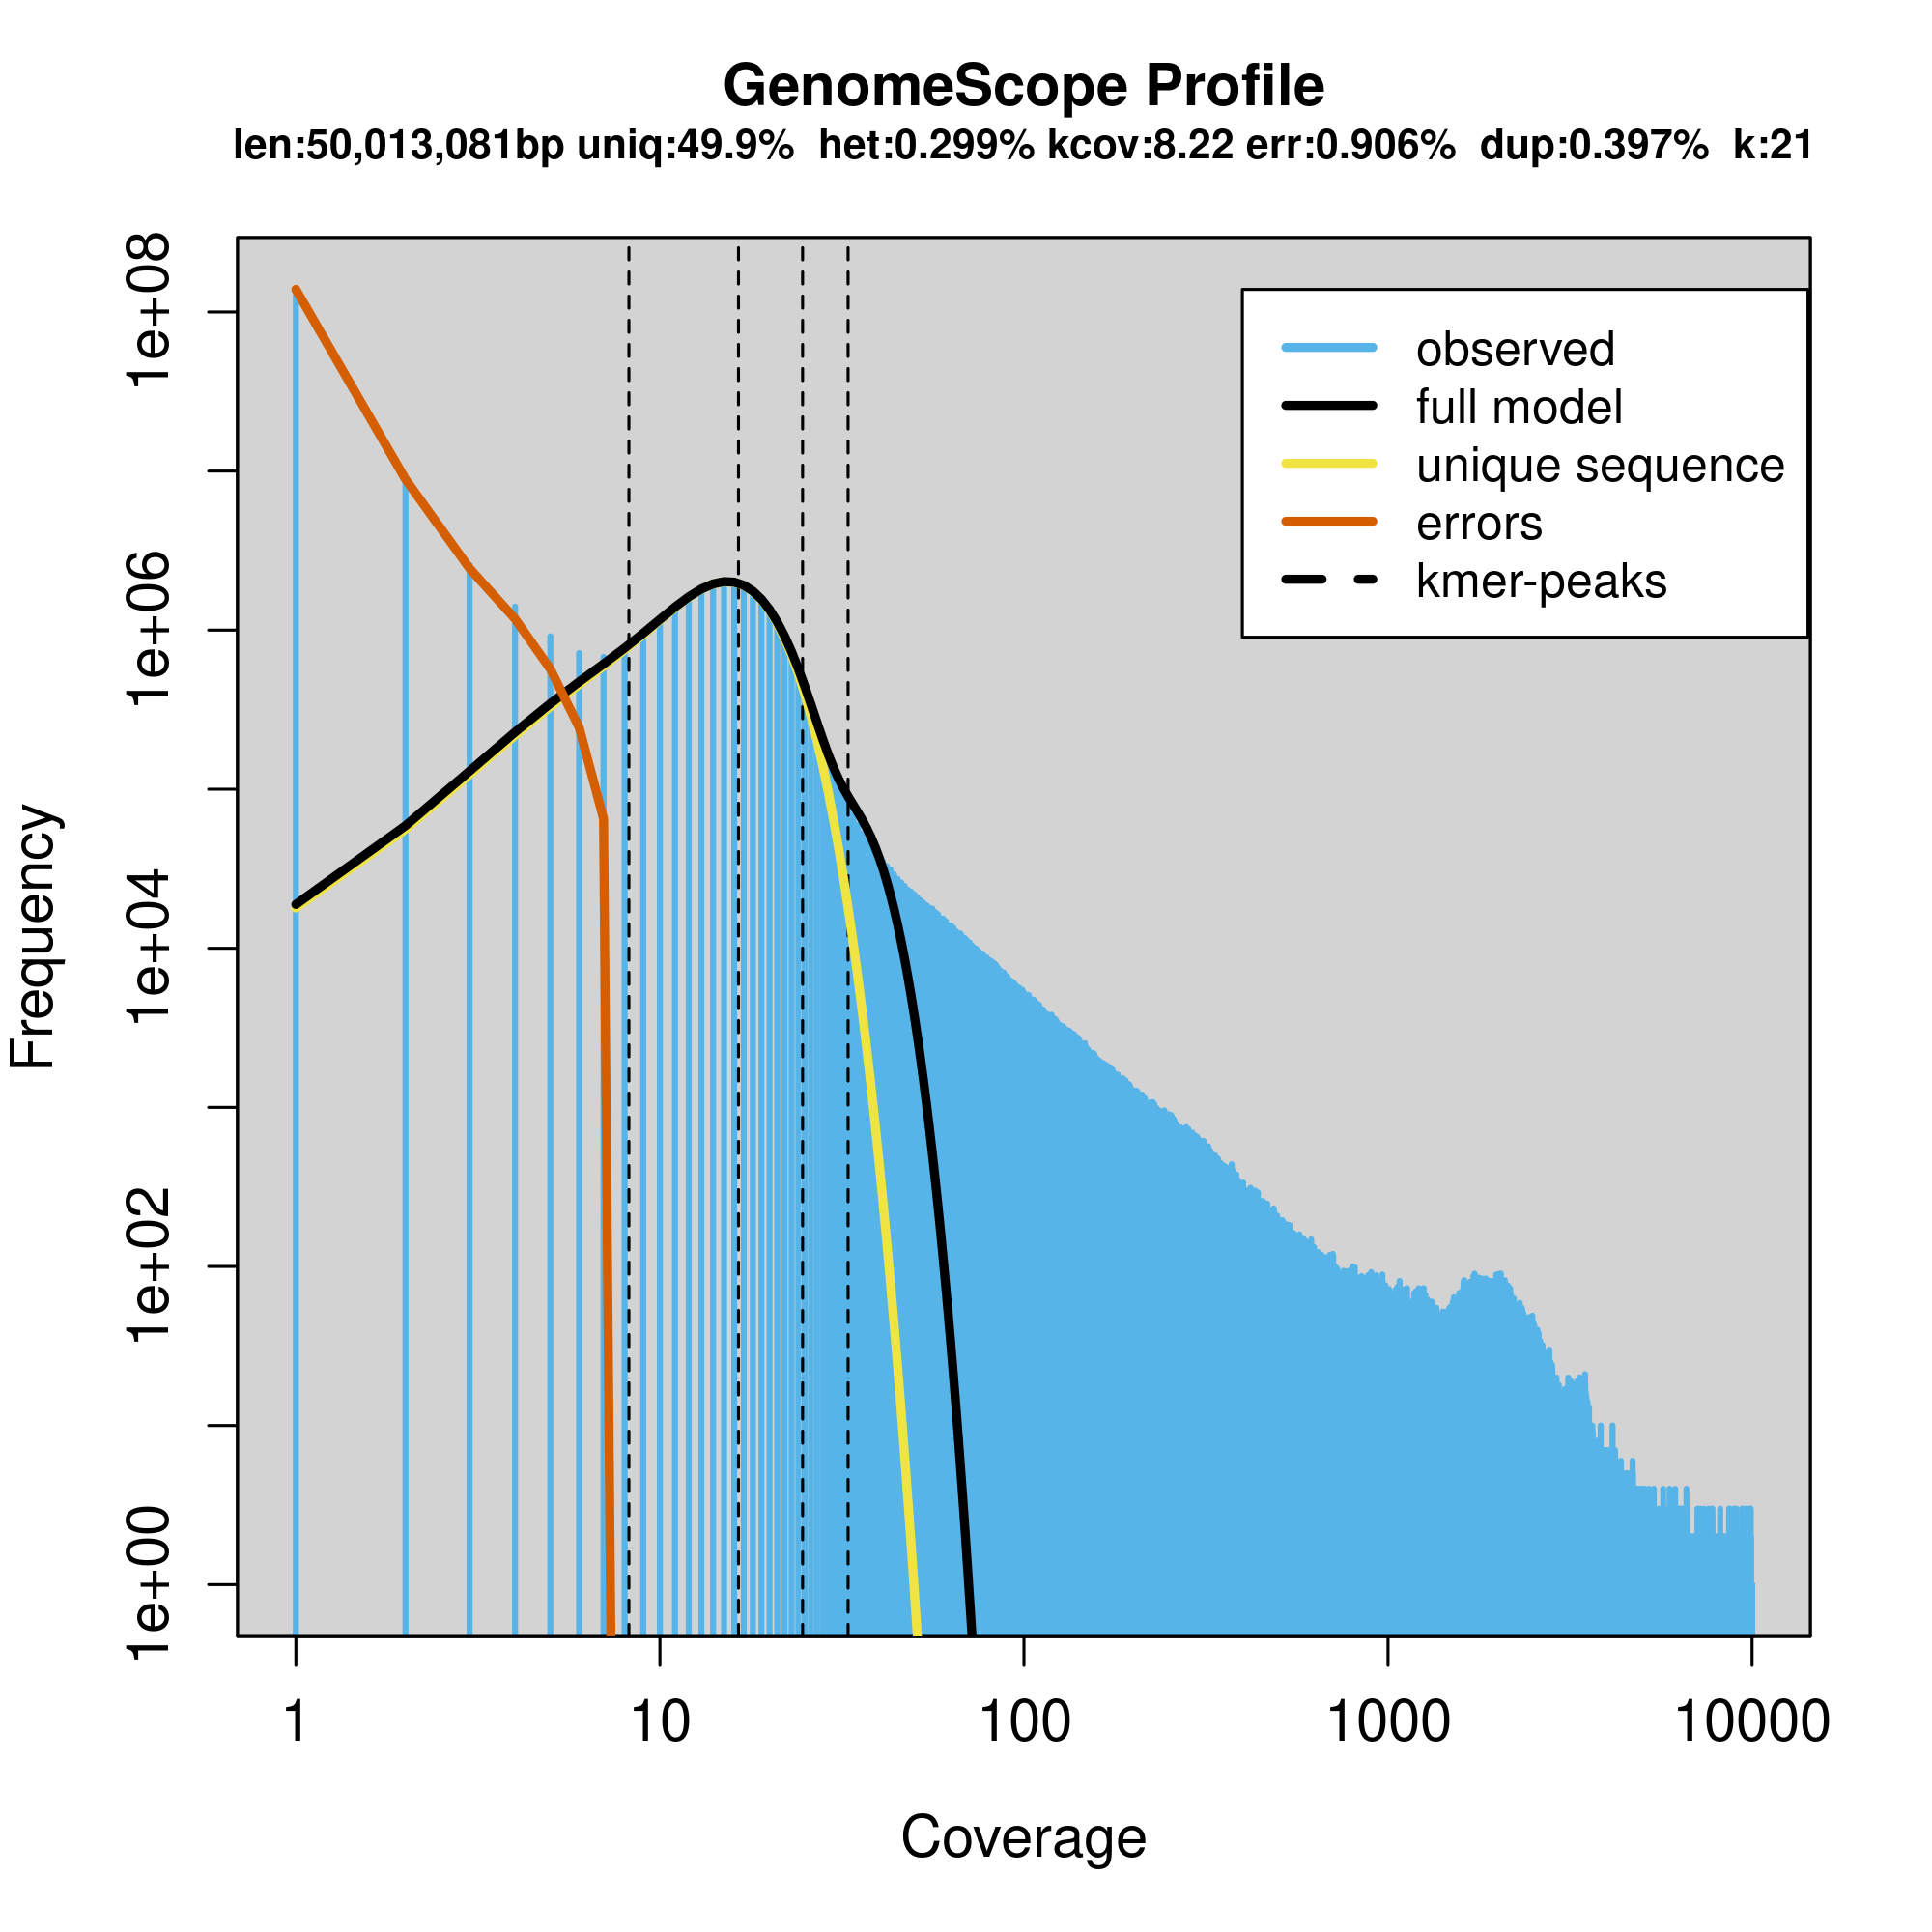 GenomeScope Profile
len:50,013,081bp uniq:49.9% het:0.299% kcov:8.22 err:0.906% dup:0.397% k:21
observed
full model
unique sequence
errors
kmer-peaks
Frequency
1e+08
1e+06
1e+04
1e+02
1e+00
1 10 100 1000 10000
Coverage